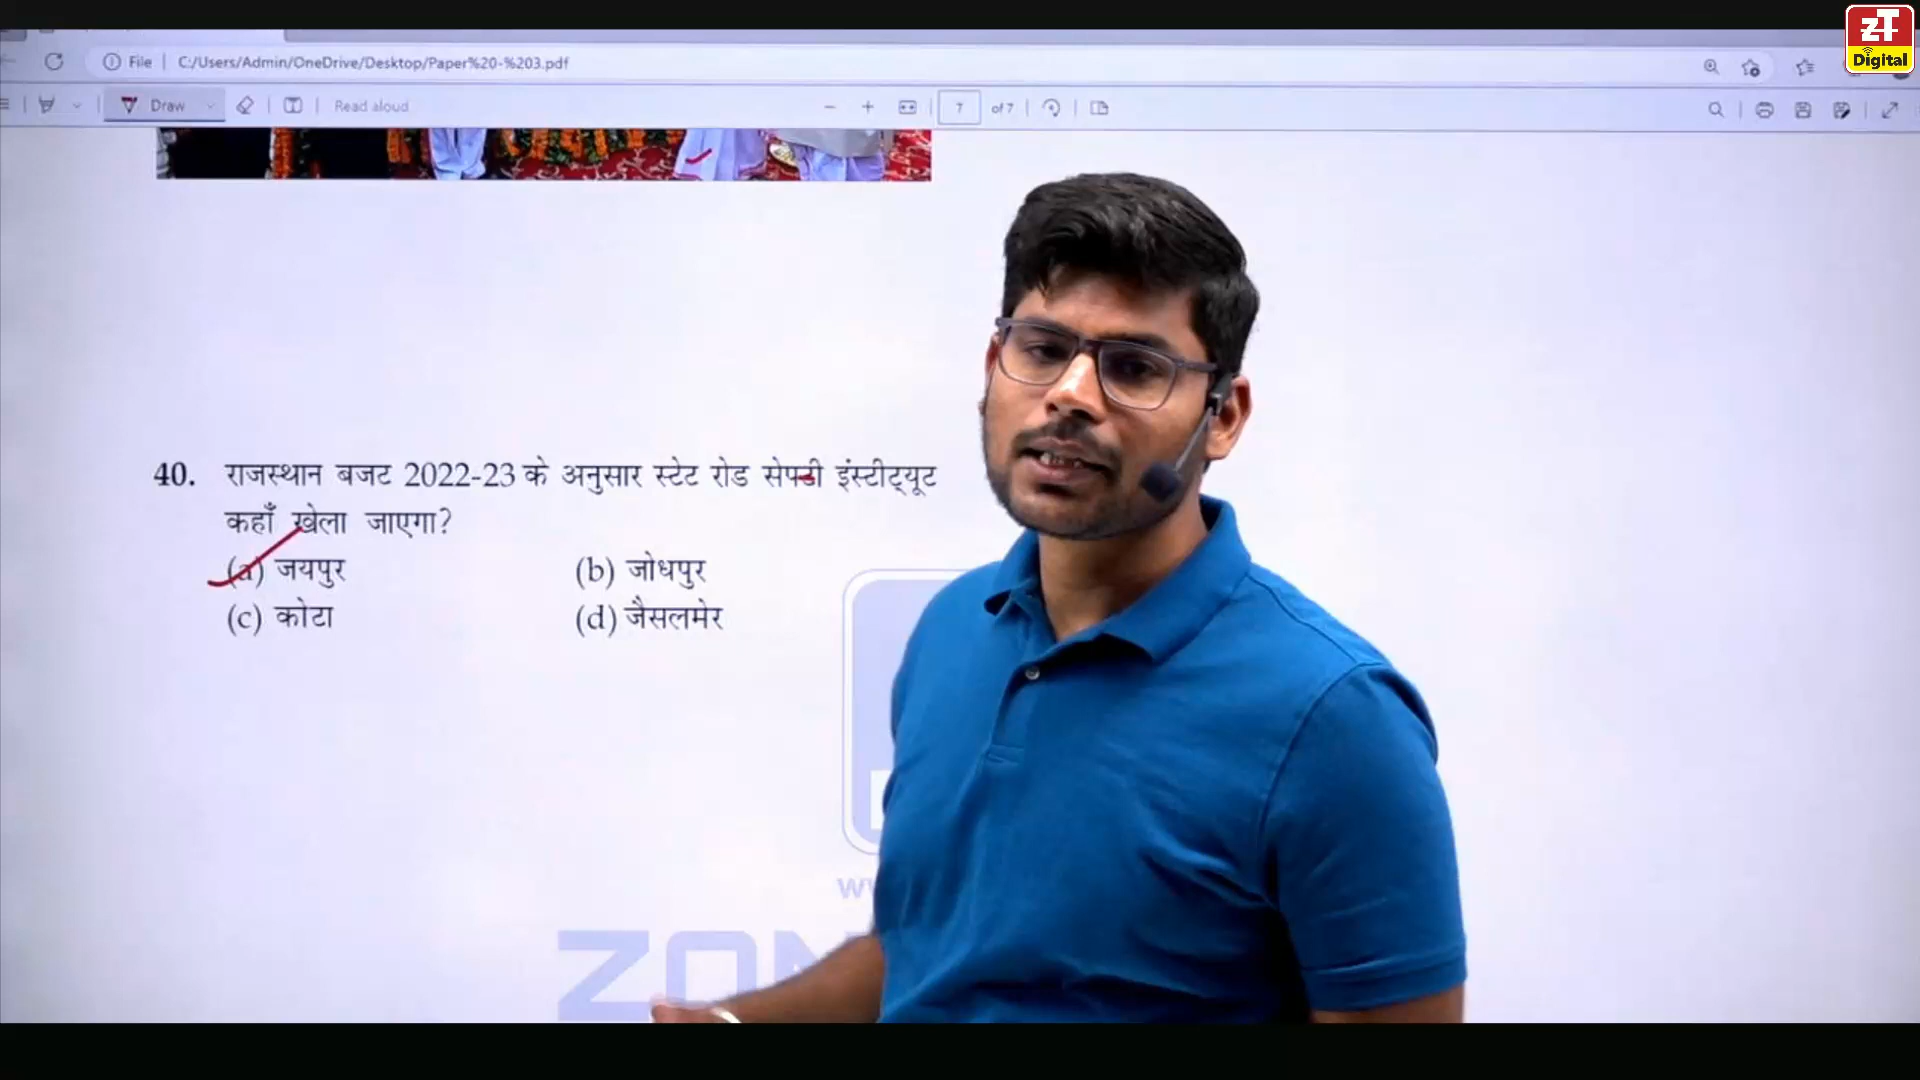 ZT
Digital
File | C:/Users/Admin/OneDrive/Desktop/Paper%20-%203.pdf
Draw Read aloud 7 of 7
40. राजस्थान बजट 2022-23 के अनुसार स्टेट रोड सेफ्टी इंस्टीट्यूट
कहाँ खेला जाएगा?
(a) जयपुर (b) जोधपुर
(c) कोटा (d) जैसलमेर